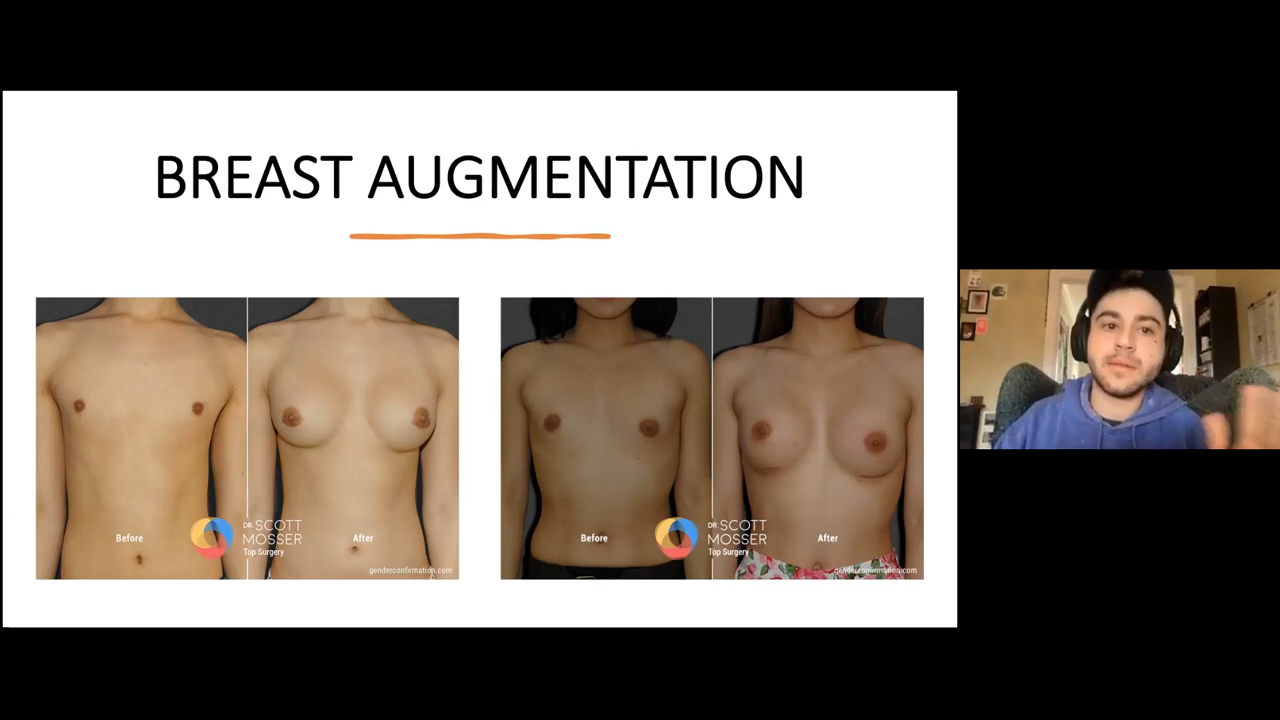 BREAST AUGMENTATION
Before
DR. SCOTT
MOSSER
Top Surgery
After
genderconfirmation.com
Before
DR. SCOTT
MOSSER
Top Surgery
After
genderconfirmation.com